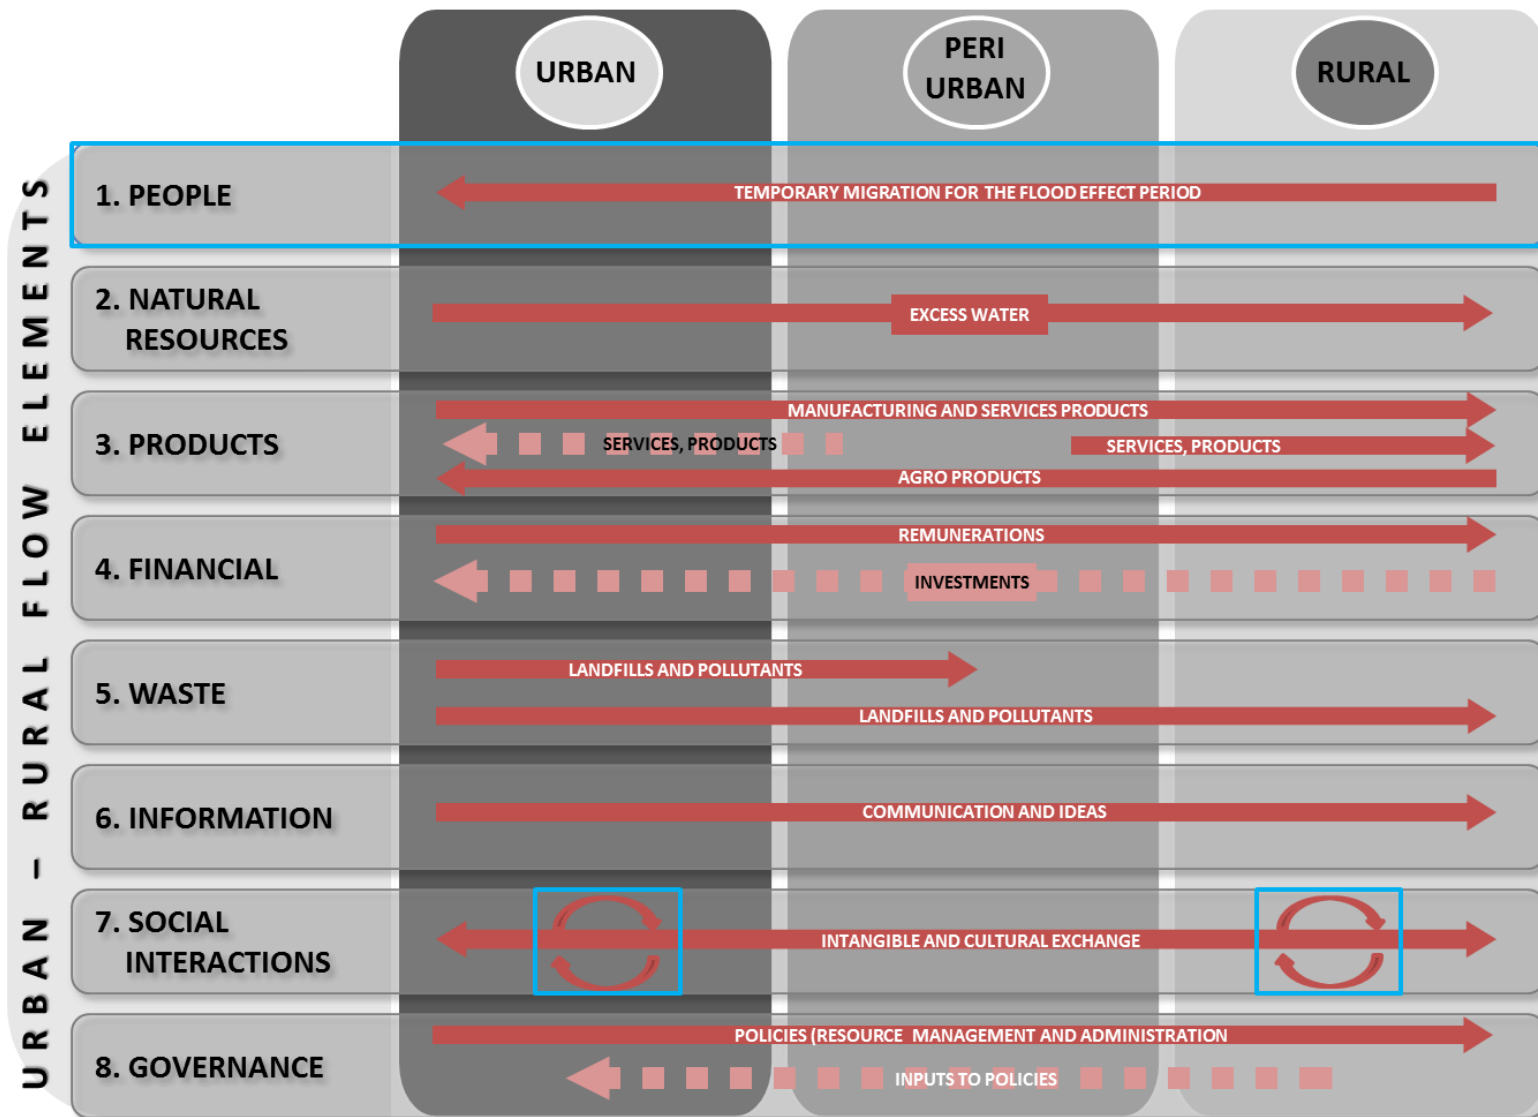 URBAN
PERI
URBAN
RURAL
URBAN – RURAL FLOW ELEMENTS
1. PEOPLE
TEMPORARY MIGRATION FOR THE FLOOD EFFECT PERIOD
2. NATURAL
RESOURCES
EXCESS WATER
3. PRODUCTS
MANUFACTURING AND SERVICES PRODUCTS
SERVICES, PRODUCTS
SERVICES, PRODUCTS
AGRO PRODUCTS
4. FINANCIAL
REMUNERATIONS
INVESTMENTS
5. WASTE
LANDFILLS AND POLLUTANTS
LANDFILLS AND POLLUTANTS
6. INFORMATION
COMMUNICATION AND IDEAS
7. SOCIAL
INTERACTIONS
INTANGIBLE AND CULTURAL EXCHANGE
8. GOVERNANCE
POLICIES (RESOURCE  MANAGEMENT AND ADMINISTRATION
INPUTS TO POLICIES